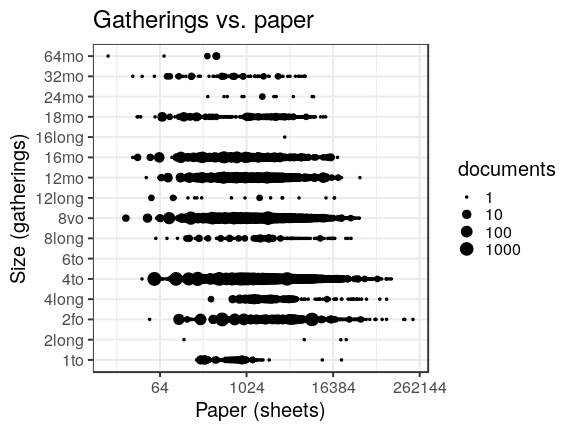 Gatherings vs. paper
64mo
32mo
24mo
18mo
16long
16mo
12mo
12long
8vo
8long
6to
4to
4long
2fo
2long
1to
Size (gatherings)
64 1024 16384 262144
Paper (sheets)
documents
1
10
100
1000